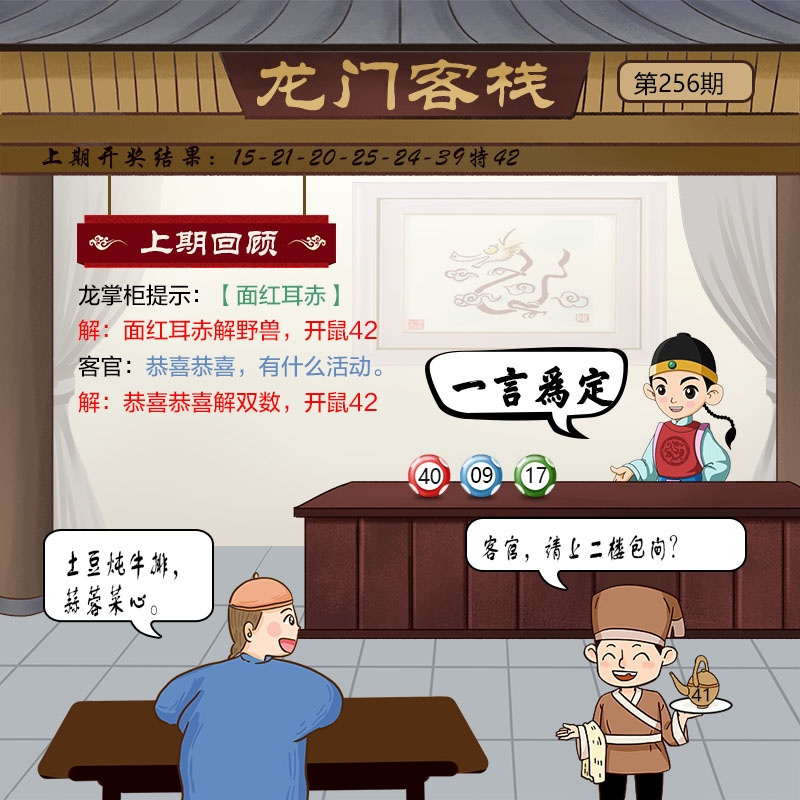 龙门客栈
第256期
上期开奖结果：15-21-20-25-24-39特42
上期回顾
龙掌柜提示：【面红耳赤】
解：面红耳赤解野兽，开鼠42
客官：恭喜恭喜，有什么活动。
解：恭喜恭喜解双数，开鼠42
一言為定
40 09 17
客官，请上二楼包间？
土豆炖牛排，
蒜蓉菜心。
41